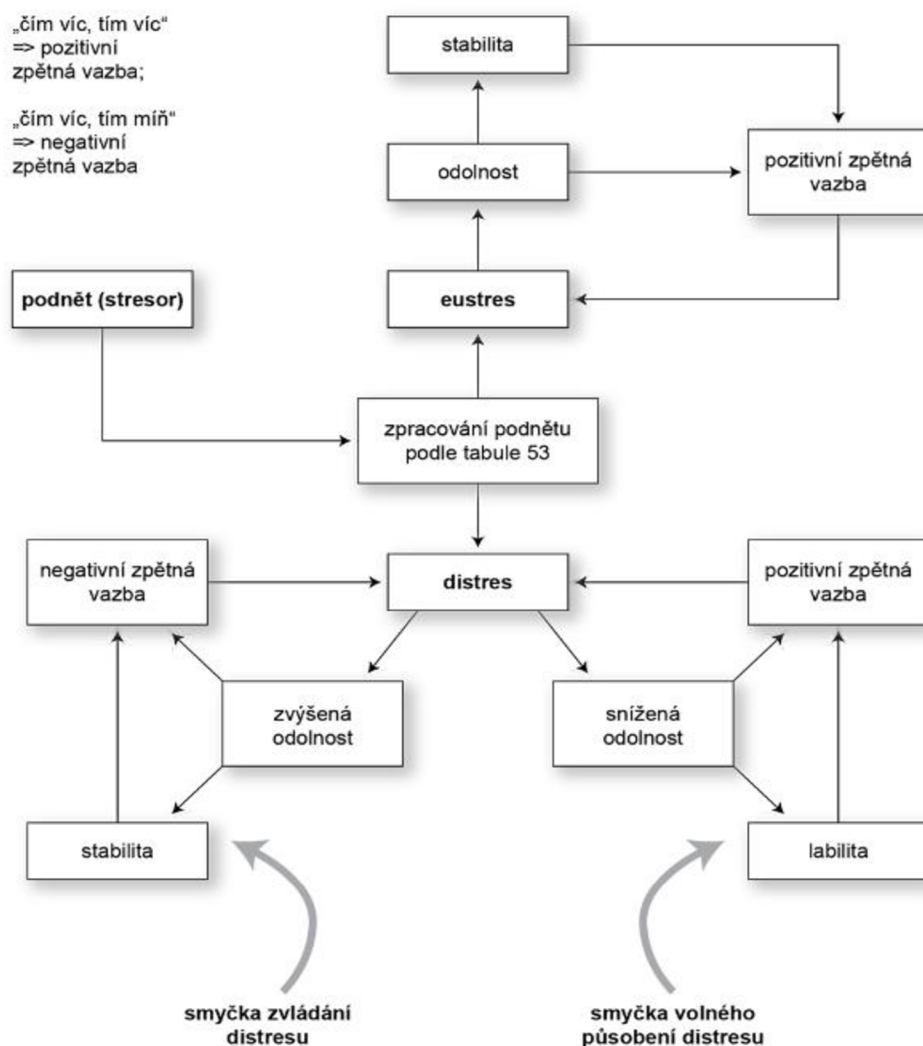 „čím víc, tím víc“
=> pozitivní
zpětná vazba;
„čím víc, tím míň“
=> negativní
zpětná vazba
stabilita
odolnost
pozitivní zpětná
vazba
podnět (stresor)
eustres
zpracování podnětu
podle tabule 53
negativní zpětná
vazba
distres
pozitivní zpětná
vazba
zvýšená
odolnost
snížená
odolnost
stabilita
labilita
smyčka zvládání
distresu
smyčka volného
působení distresu